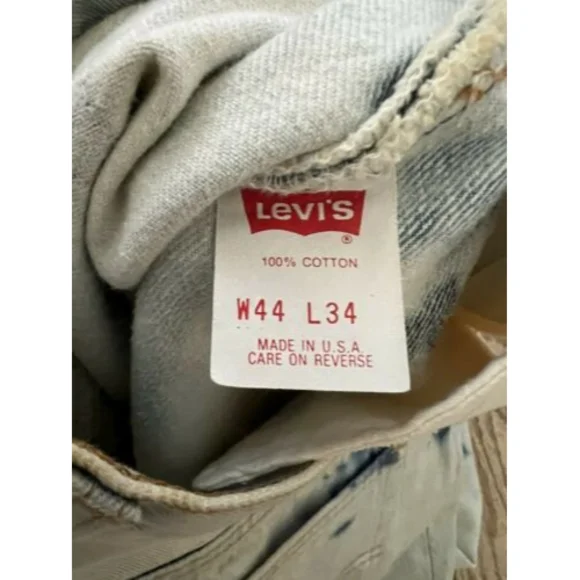 LEVI'S
®
100% COTTON
W44 L34
MADE IN U.S.A
CARE ON REVERSE